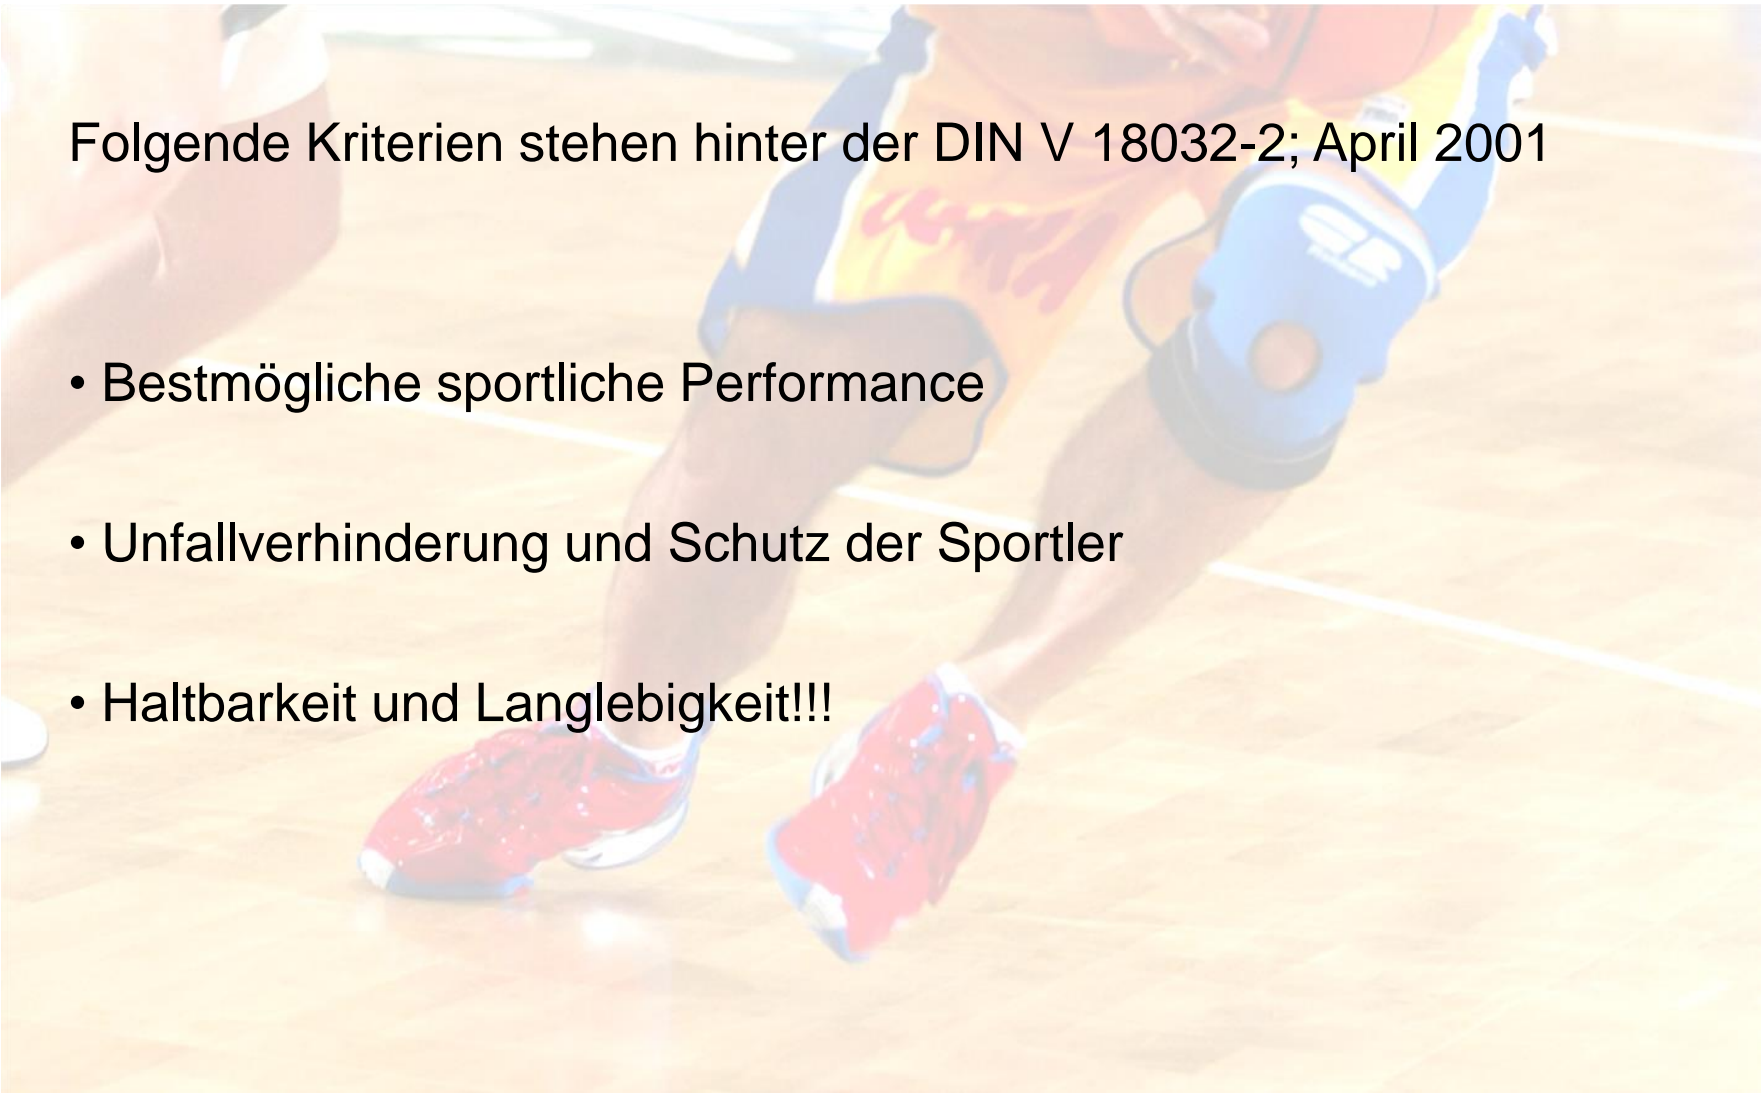 Folgende Kriterien stehen hinter der DIN V 18032-2; April 2001
• Bestmögliche sportliche Performance
• Unfallverhinderung und Schutz der Sportler
• Haltbarkeit und Langlebigkeit!!!